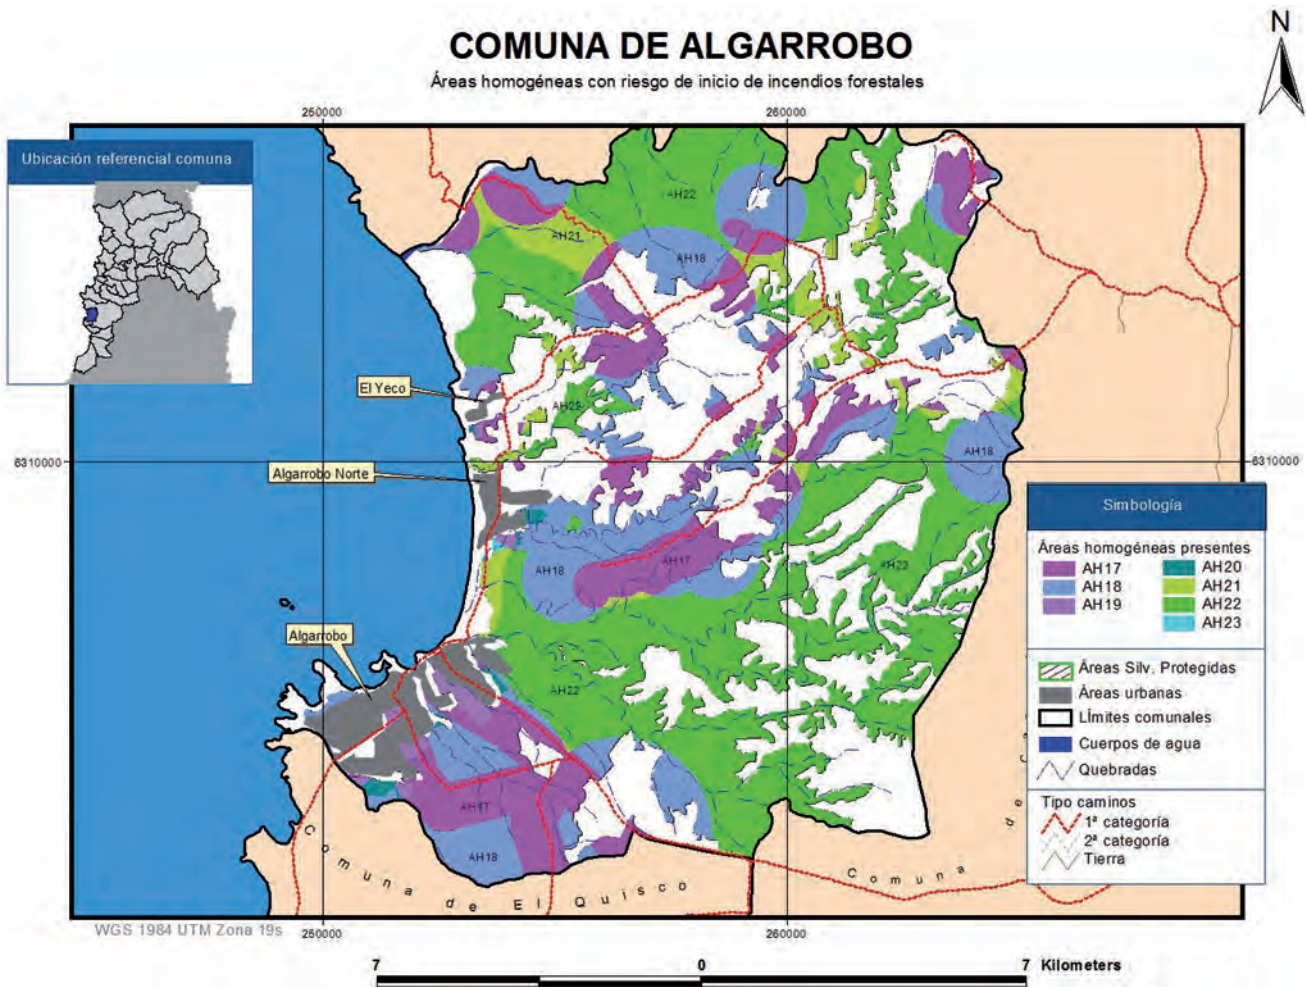 COMUNA DE ALGARROBO
Áreas homogéneas con riesgo de inicio de incendios forestales
N
250000
260000
Ubicación referencial comuna
AH22
AH21
AH18
El Yeco
AH18
6310000
6310000
Algarrobo Norte
AH18
AH17
Algarrobo
AH22
AH17
AH18
Comuna de El Quisco
Comuna
de
Simbología
Áreas homogéneas presentes
AH17
AH18
AH19
AH20
AH21
AH22
AH23
Áreas Silv. Protegidas
Áreas urbanas
LÍmites comunales
Cuerpos de agua
Quebradas
Tipo caminos
1ª categoría
2ª categoría
Tierra
WGS 1984 UTM Zona 19s
250000
260000
7 0 7 Kilometers